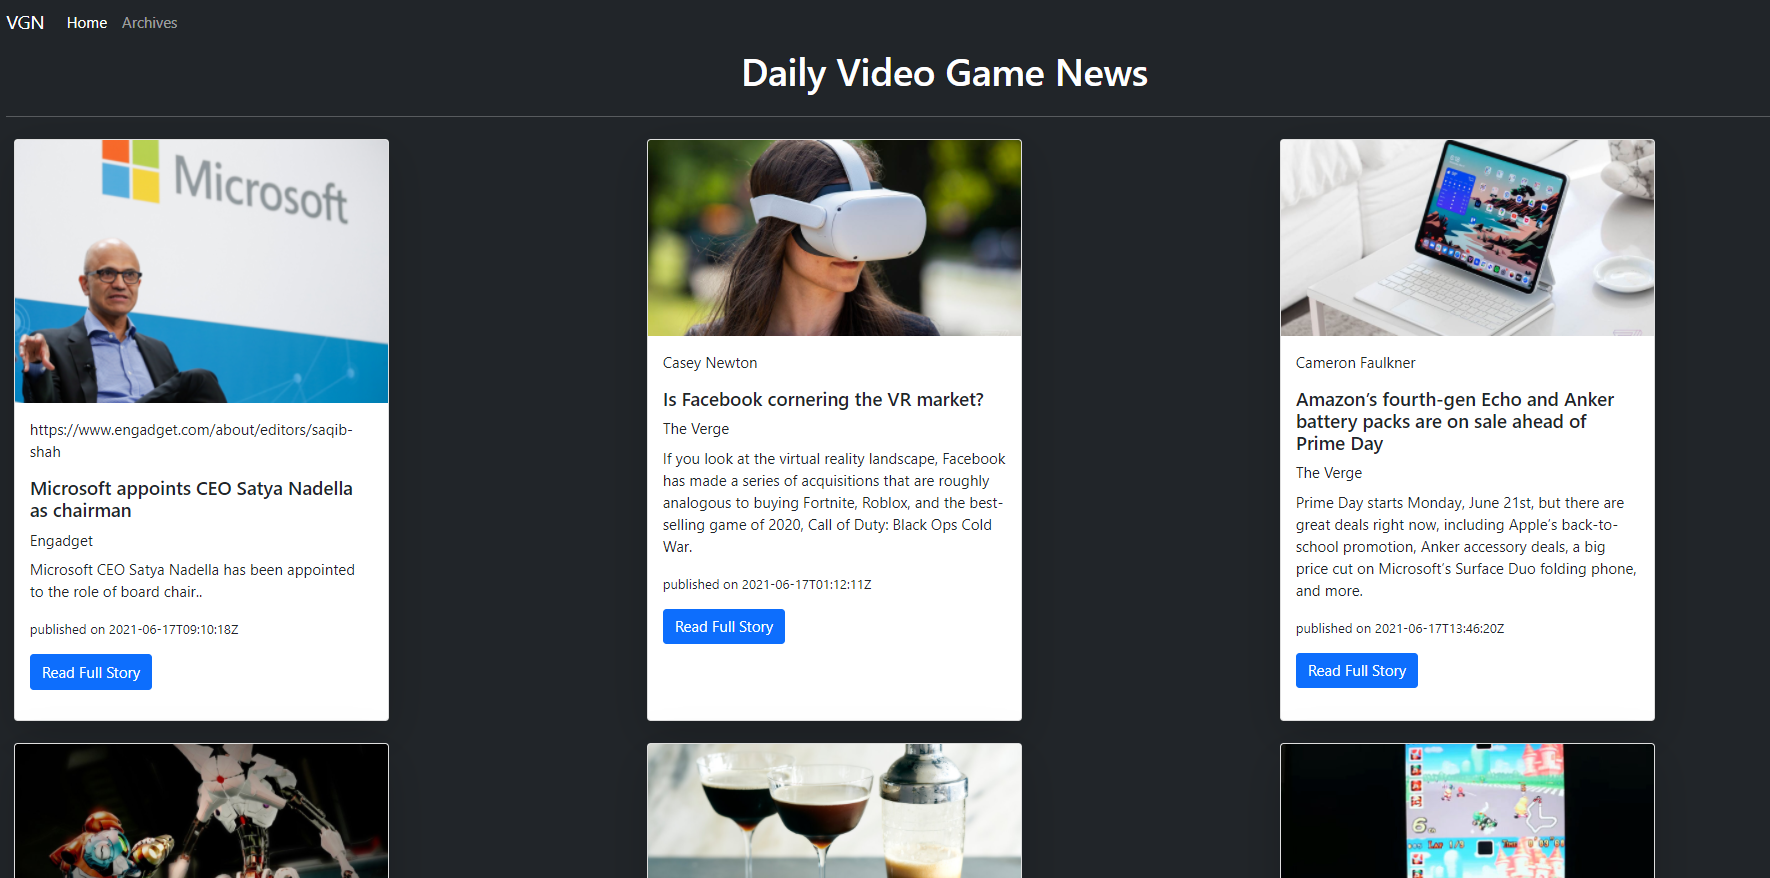 VGN Home Archives
Daily Video Game News
Microsoft
https://www.engadget.com/about/editors/saqib-
shah
Microsoft appoints CEO Satya Nadella
as chairman
Engadget
Microsoft CEO Satya Nadella has been appointed
to the role of board chair..
published on 2021-06-17T09:10:18Z
Read Full Story
Casey Newton
Is Facebook cornering the VR market?
The Verge
If you look at the virtual reality landscape, Facebook
has made a series of acquisitions that are roughly
analogous to buying Fortnite, Roblox, and the best-
selling game of 2020, Call of Duty: Black Ops Cold
War.
published on 2021-06-17T01:12:11Z
Read Full Story
Cameron Faulkner
Amazon’s fourth-gen Echo and Anker
battery packs are on sale ahead of
Prime Day
The Verge
Prime Day starts Monday, June 21st, but there are
great deals right now, including Apple’s back-to-
school promotion, Anker accessory deals, a big
price cut on Microsoft’s Surface Duo folding phone,
and more.
published on 2021-06-17T13:46:20Z
Read Full Story
6